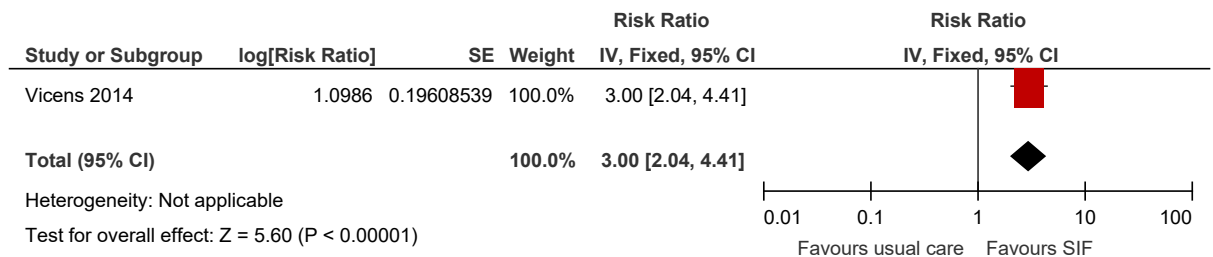 Risk Ratio Risk Ratio
Study or Subgroup log[Risk Ratio] SE Weight IV, Fixed, 95% CI IV, Fixed, 95% CI
Vicens 2014 1.0986 0.19608539 100.0% 3.00 [2.04, 4.41]
Total (95% CI) 100.0% 3.00 [2.04, 4.41]
Heterogeneity: Not applicable
Test for overall effect: Z = 5.60 (P < 0.00001)
0.01 0.1 1 10 100
Favours usual care Favours SIF